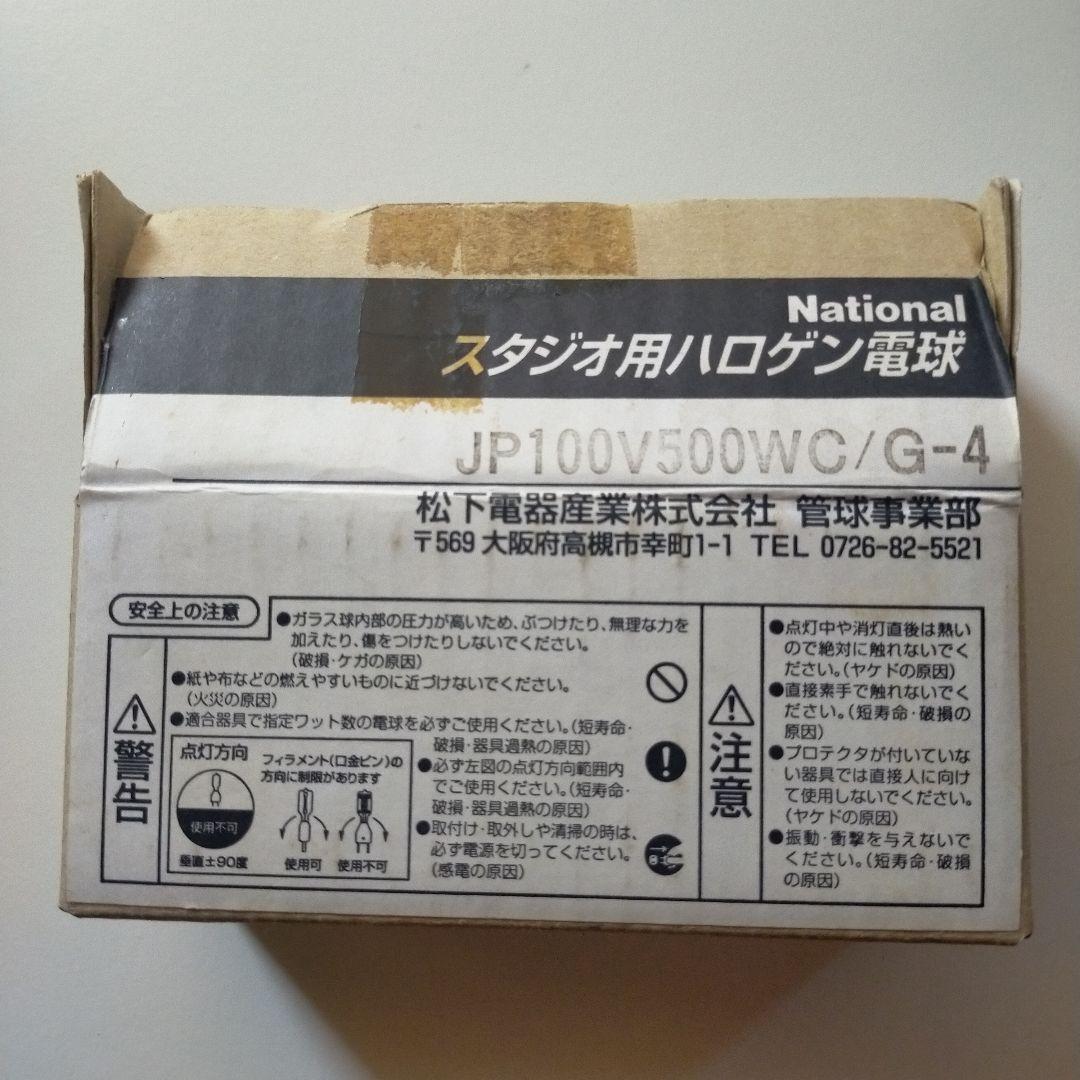 National
スタジオ用ハロゲン電球
JP100V500WC/G-4
松下電器産業株式会社 管球事業部
〒569 大阪府高槻市幸町1-1 TEL 0726-82-5521
安全上の注意
警告
●ガラス球内部の圧力が高いため、ぶつけたり、無理な力を
加えたり、傷をつけたりしないでください。
(破損・ケガの原因)
●紙や布などの燃えやすいものに近づけないでください。
(火災の原因)
●適合器具で指定ワット数の電球を必ずご使用ください。(短寿命・
破損・器具過熱の原因)
●必ず左図の点灯方向範囲内
でご使用ください。(短寿命・
破損・器具過熱の原因)
●取付け・取外しや清掃の時は、
必ず電源を切ってください。
(感電の原因)
点灯方向
使用不可
垂直±90度
フィラメント(口金ピン)の
方向に制限があります
使用可 使用不可
注意
●点灯中や消灯直後は熱い
ので絶対に触れないでく
ださい。(ヤケドの原因)
●直接素手で触れないでく
ださい。(短寿命・破損の
原因)
●プロテクタが付いていな
い器具では直接人に向け
て使用しないでください。
(ヤケドの原因)
●振動・衝撃を与えないで
ください。(短寿命・破損
の原因)